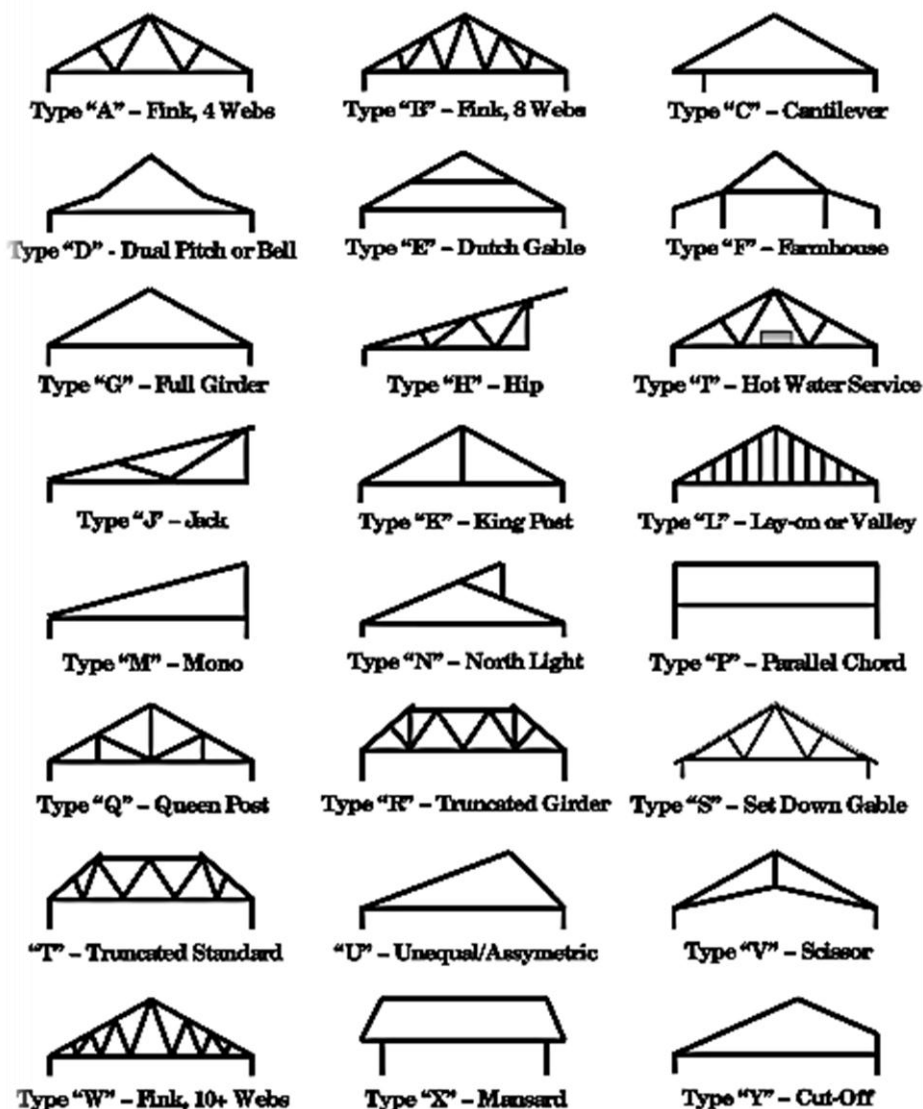 Type “A” – Fink, 4 Webs
Type “B” – Fink, 8 Webs
Type “C” – Cantilever
Type “D” - Dual Pitch or Bell
Type “E” – Dutch Gable
Type “F” – Farmhouse
Type “G” – Full Girder
Type “H” – Hip
Type “I” – Hot Water Service
Type “J” – Jack
Type “K” – King Post
Type “L” – Lay-on or Valley
Type “M” – Mono
Type “N” – North Light
Type “P” – Parallel Chord
Type “Q” – Queen Post
Type “R” – Truncated Girder
Type “S” – Set Down Gable
“T” – Truncated Standard
“U” – Unequal/Assymetric
Type “V” – Scissor
Type “W” – Fink, 10+ Webs
Type “X” – Mansard
Type “Y” – Cut-Off